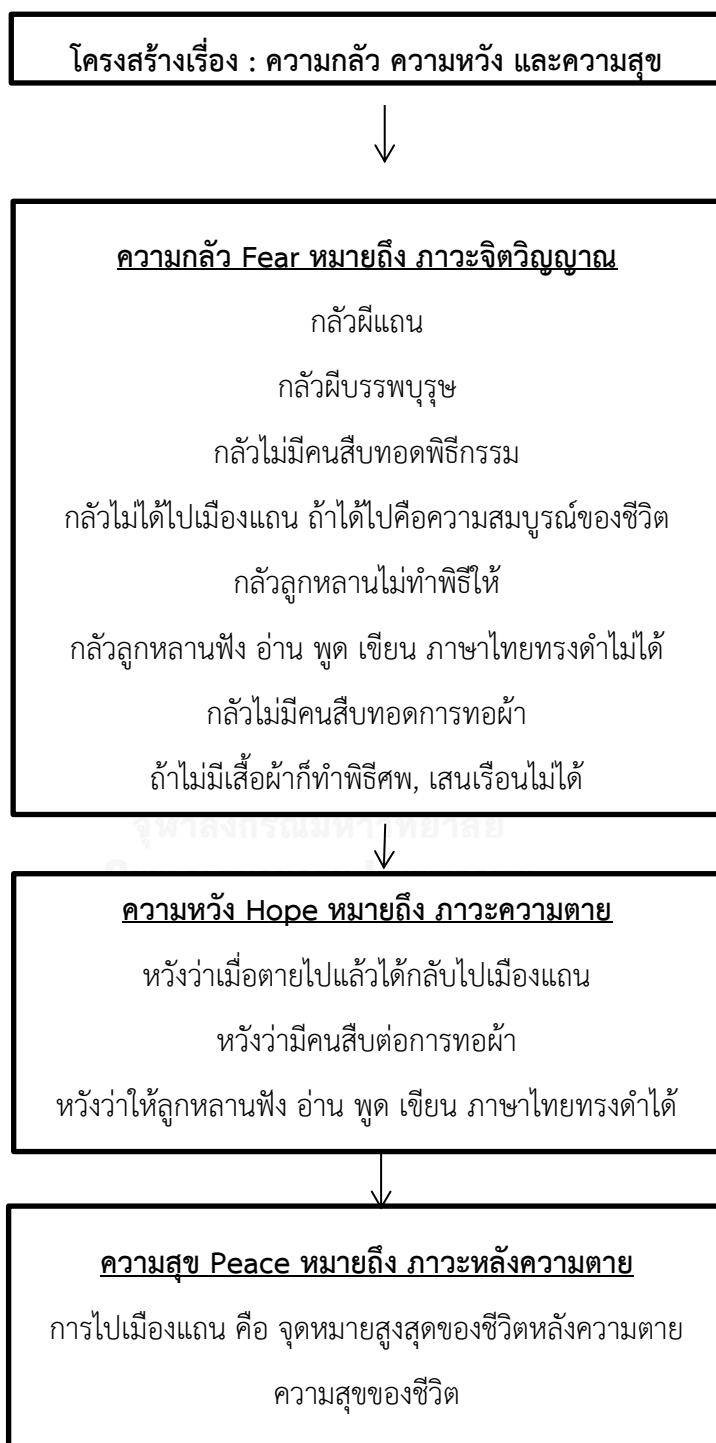 โครงสร้างเรื่อง : ความกลัว ความหวัง และความสุข
ความกลัว Fear หมายถึง ภาวะจิตวิญญาณ
กลัวผีแถน
กลัวผีบรรพบุรุษ
กลัวไม่มีคนสืบทอดพิธีกรรม
กลัวไม่ได้ไปเมืองแถน ถ้าได้ไปคือความสมบูรณ์ของชีวิต
กลัวลูกหลานไม่ทำพิธีให้
กลัวลูกหลานฟัง อ่าน พูด เขียน ภาษาไทยทรงดำไม่ได้
กลัวไม่มีคนสืบทอดการทอผ้า
ถ้าไม่มีเสื้อผ้าก็ทำพิธีศพ, เสนเรือนไม่ได้
จุฬาลงกรณ์มหาวิทยาลัย
ความหวัง Hope หมายถึง ภาวะความตาย
หวังว่าเมื่อตายไปแล้วได้กลับไปเมืองแถน
หวังว่ามีคนสืบต่อการทอผ้า
หวังว่าให้ลูกหลานฟัง อ่าน พูด เขียน ภาษาไทยทรงดำได้
ความสุข Peace หมายถึง ภาวะหลังความตาย
การไปเมืองแถน คือ จุดหมายสูงสุดของชีวิตหลังความตาย
ความสุขของชีวิต